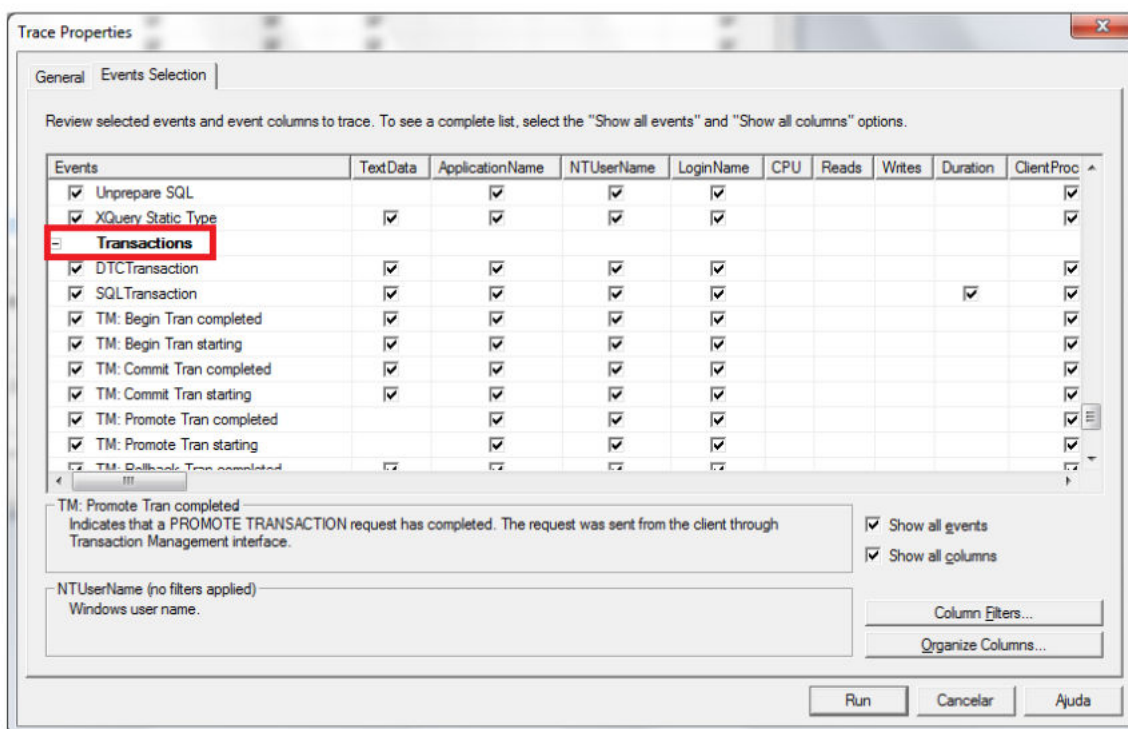 Trace Properties
General Events Selection
Review selected events and event columns to trace. To see a complete list, select the "Show all events" and "Show all columns" options.
Events TextData ApplicationName NTUserName LoginName CPU Reads Writes Duration ClientProc
Unprepare SQL
XQuery Static Type
Transactions
DTCTransaction
SQLTransaction
TM: Begin Tran completed
TM: Begin Tran starting
TM: Commit Tran completed
TM: Commit Tran starting
TM: Promote Tran completed
TM: Promote Tran starting
TM: Rollback Tran completed
TM: Promote Tran completed
Indicates that a PROMOTE TRANSACTION request has completed. The request was sent from the client through
Transaction Management interface.
Show all events
Show all columns
NTUserName (no filters applied)
Windows user name.
Column Filters...
Organize Columns...
Run Cancelar Ajuda